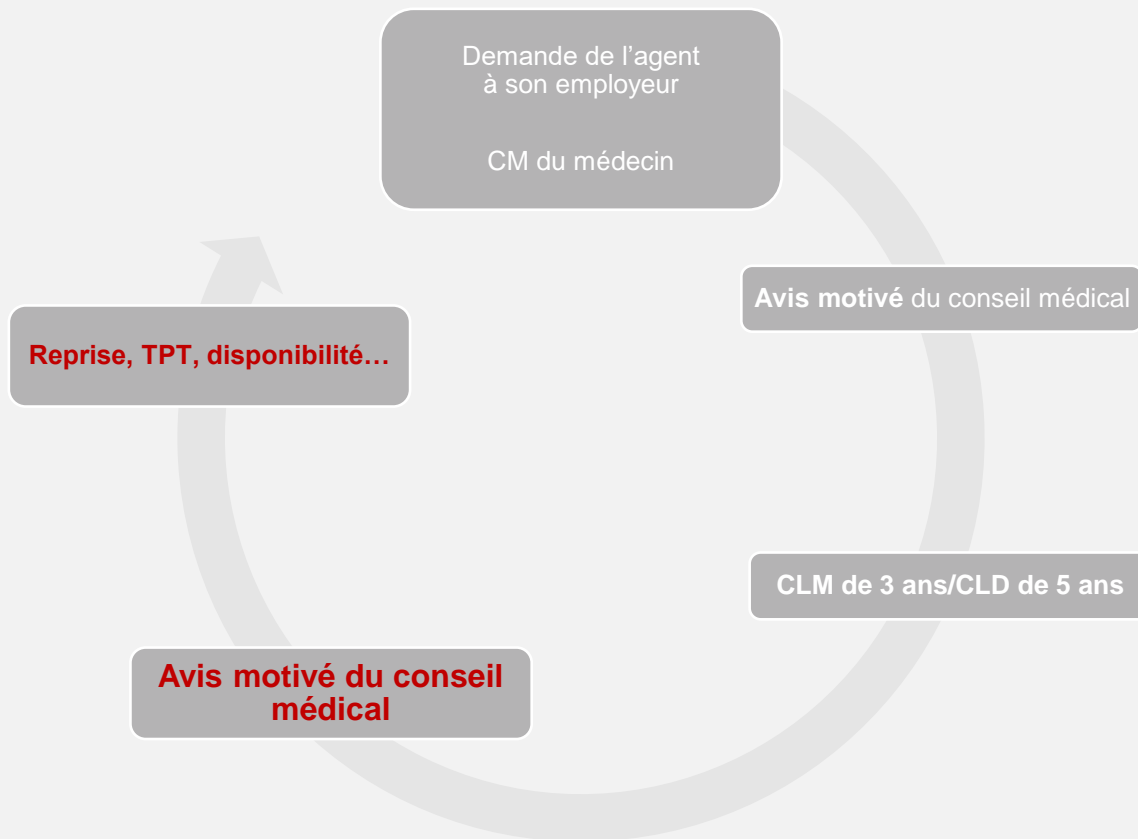 Demande de l’agent
à son employeur
CM du médecin
Avis motivé du conseil médical
CLM de 3 ans/CLD de 5 ans
Avis motivé du conseil
médical
Reprise, TPT, disponibilité…